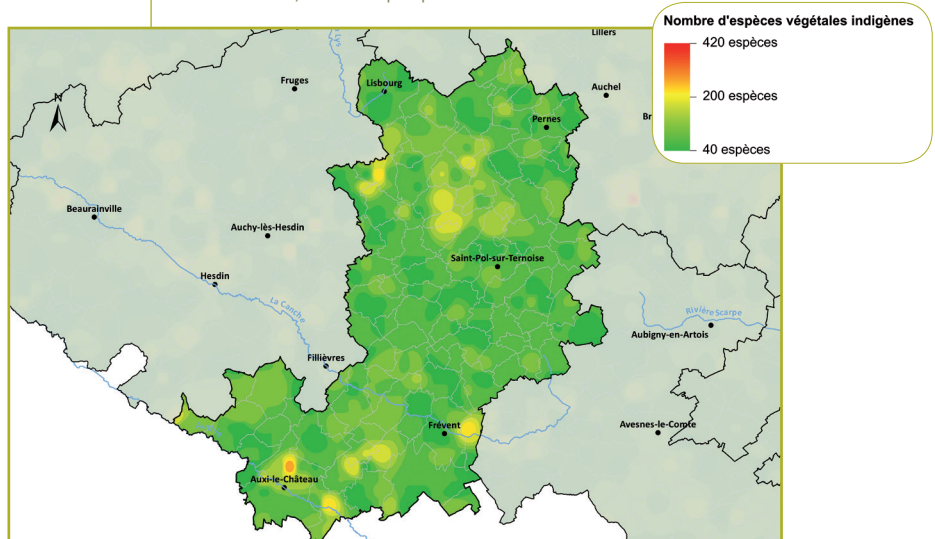 Nombre d'espèces végétales indigènes
420 espèces
200 espèces
40 espèces
Lillers
La Lys
Fruges
Lisbourg
Auchel
N
Pernes
Br
Beaurainville
Auchy-lès-Hesdin
Saint-Pol-sur-Ternoise
Hesdin
La Canche
Rivière Scarpe
Aubigny-en-Artois
Fillièvres
Frévent
Avesnes-le-Comte
Auxi-le-Château